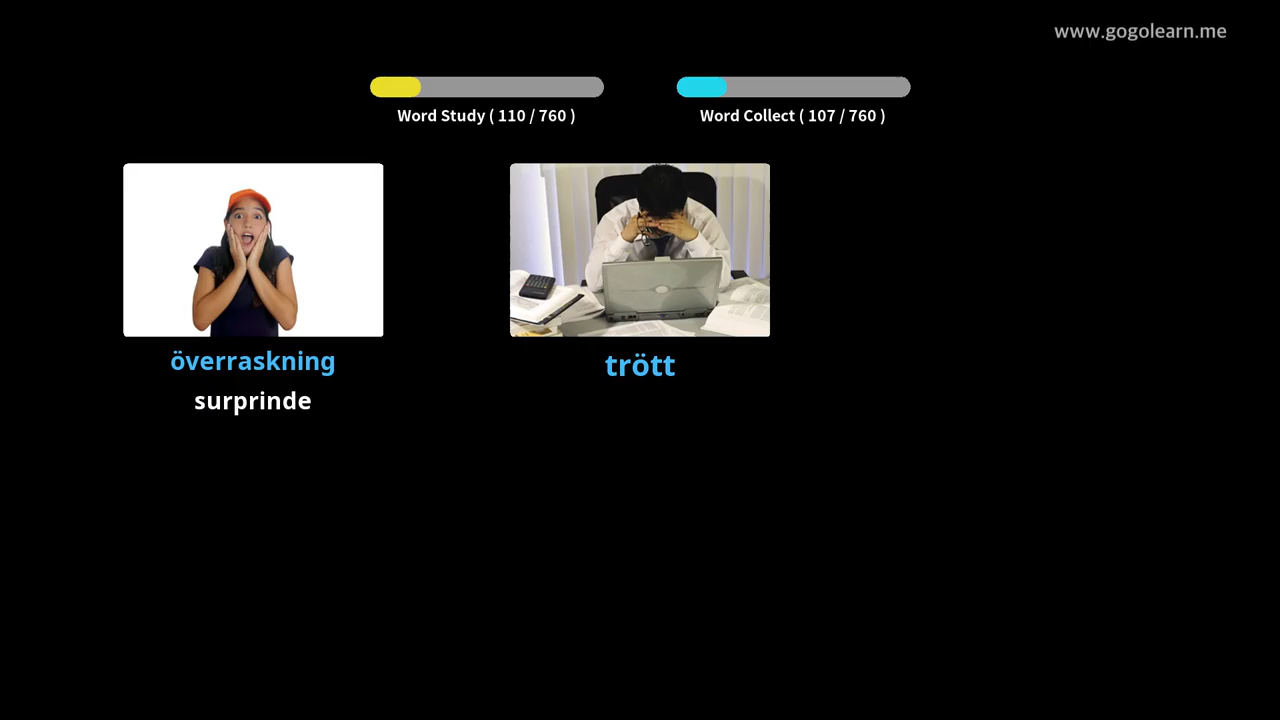 www.gogolearn.me
Word Study ( 110 / 760 )
Word Collect ( 107 / 760 )
överraskning
surprinde
trött